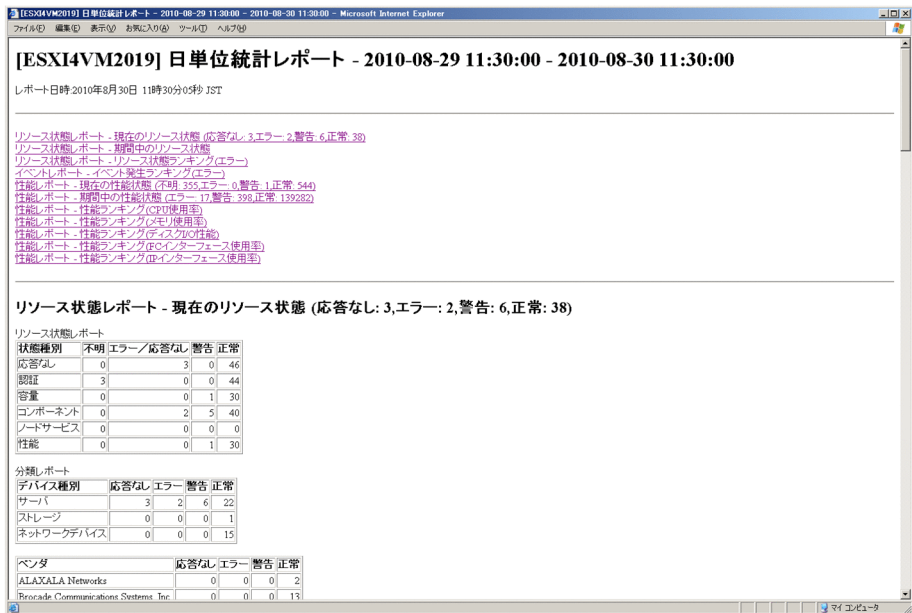 [ESXI4VM2019] 日単位統計レポート - 2010-08-29 11:30:00 - 2010-08-30 11:30:00 - Microsoft Internet Explorer
ファイル(F) 編集(E) 表示(V) お気に入り(A) ツール(T) ヘルプ(H)
[ESXI4VM2019] 日単位統計レポート - 2010-08-29 11:30:00 - 2010-08-30 11:30:00
レポート日時:2010年8月30日 11時30分05秒 JST
リソース状態レポート - 現在のリソース状態 (応答なし: 3,エラー: 2,警告: 6,正常: 38)
リソース状態レポート - 期間中のリソース状態
リソース状態レポート - リソース状態ランキング(エラー)
イベントレポート - イベント発生ランキング(エラー)
性能レポート - 現在の性能状態 (不明: 355,エラー: 0,警告: 1,正常: 544)
性能レポート - 期間中の性能状態 (エラー: 17,警告: 398,正常: 139282)
性能レポート - 性能ランキング(CPU使用率)
性能レポート - 性能ランキング(メモリ使用率)
性能レポート - 性能ランキング(ディスクI/O性能)
性能レポート - 性能ランキング(FCインターフェース使用率)
性能レポート - 性能ランキング(IPインターフェース使用率)
リソース状態レポート - 現在のリソース状態 (応答なし: 3,エラー: 2,警告: 6,正常: 38)
リソース状態レポート
状態種別 不明 エラー／応答なし 警告 正常
応答なし 0 3 0 46
認証 3 0 0 44
容量 0 0 1 30
コンポーネント 0 2 5 40
ノードサービス 0 0 0 0
性能 0 0 1 30
分類レポート
デバイス種別 応答なし エラー 警告 正常
サーバ 3 2 6 22
ストレージ 0 0 0 1
ネットワークデバイス 0 0 0 15
ベンダ 応答なし エラー 警告 正常
ALAXALA Networks 0 0 0 2
Brocade Communications Systems, Inc. 0 0 0 13
マイ コンピュータ